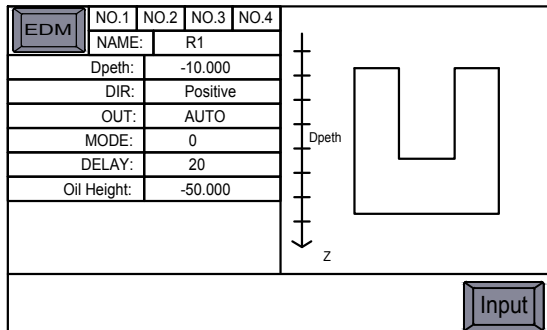 EDM NO.1 NO.2 NO.3 NO.4
NAME: R1
Dpeth: -10.000
DIR: Positive
OUT: AUTO
MODE: 0
DELAY: 20
Oil Height: -50.000
Dpeth
Z
Input